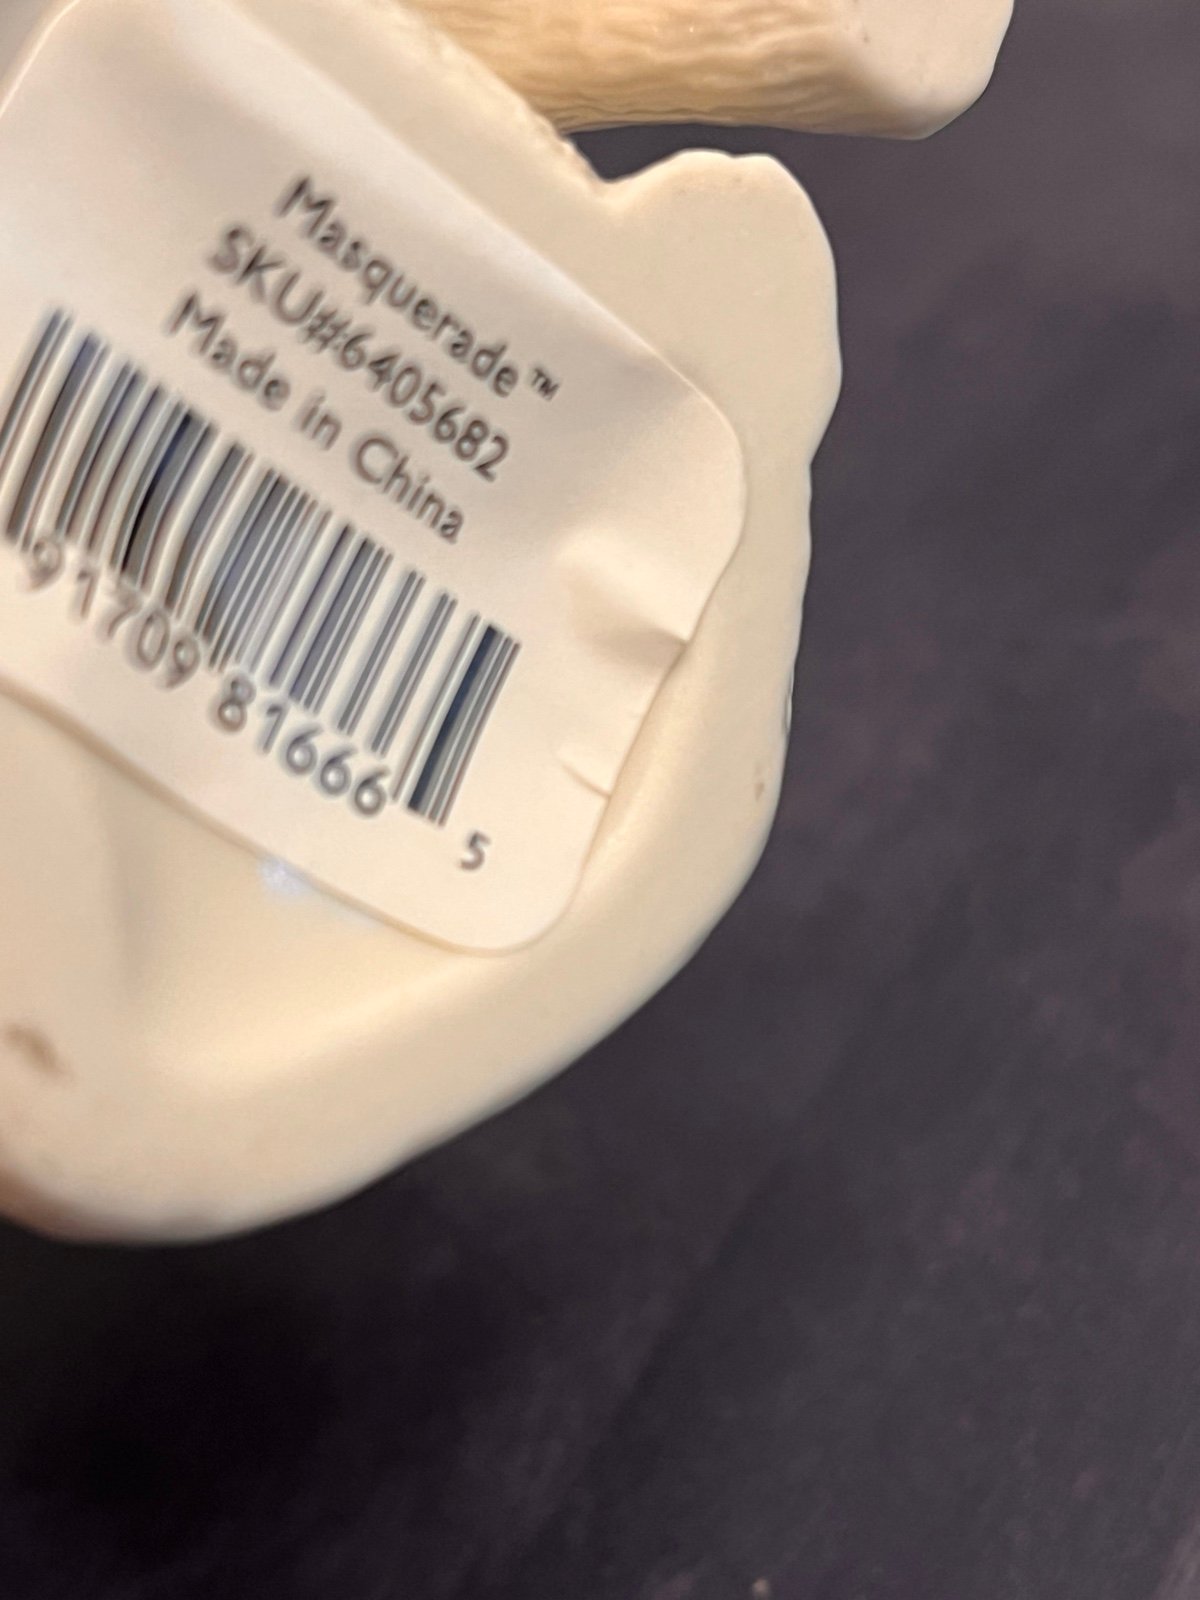 Masquerade™
SKU#6405682
Made in China
91709 81666 5